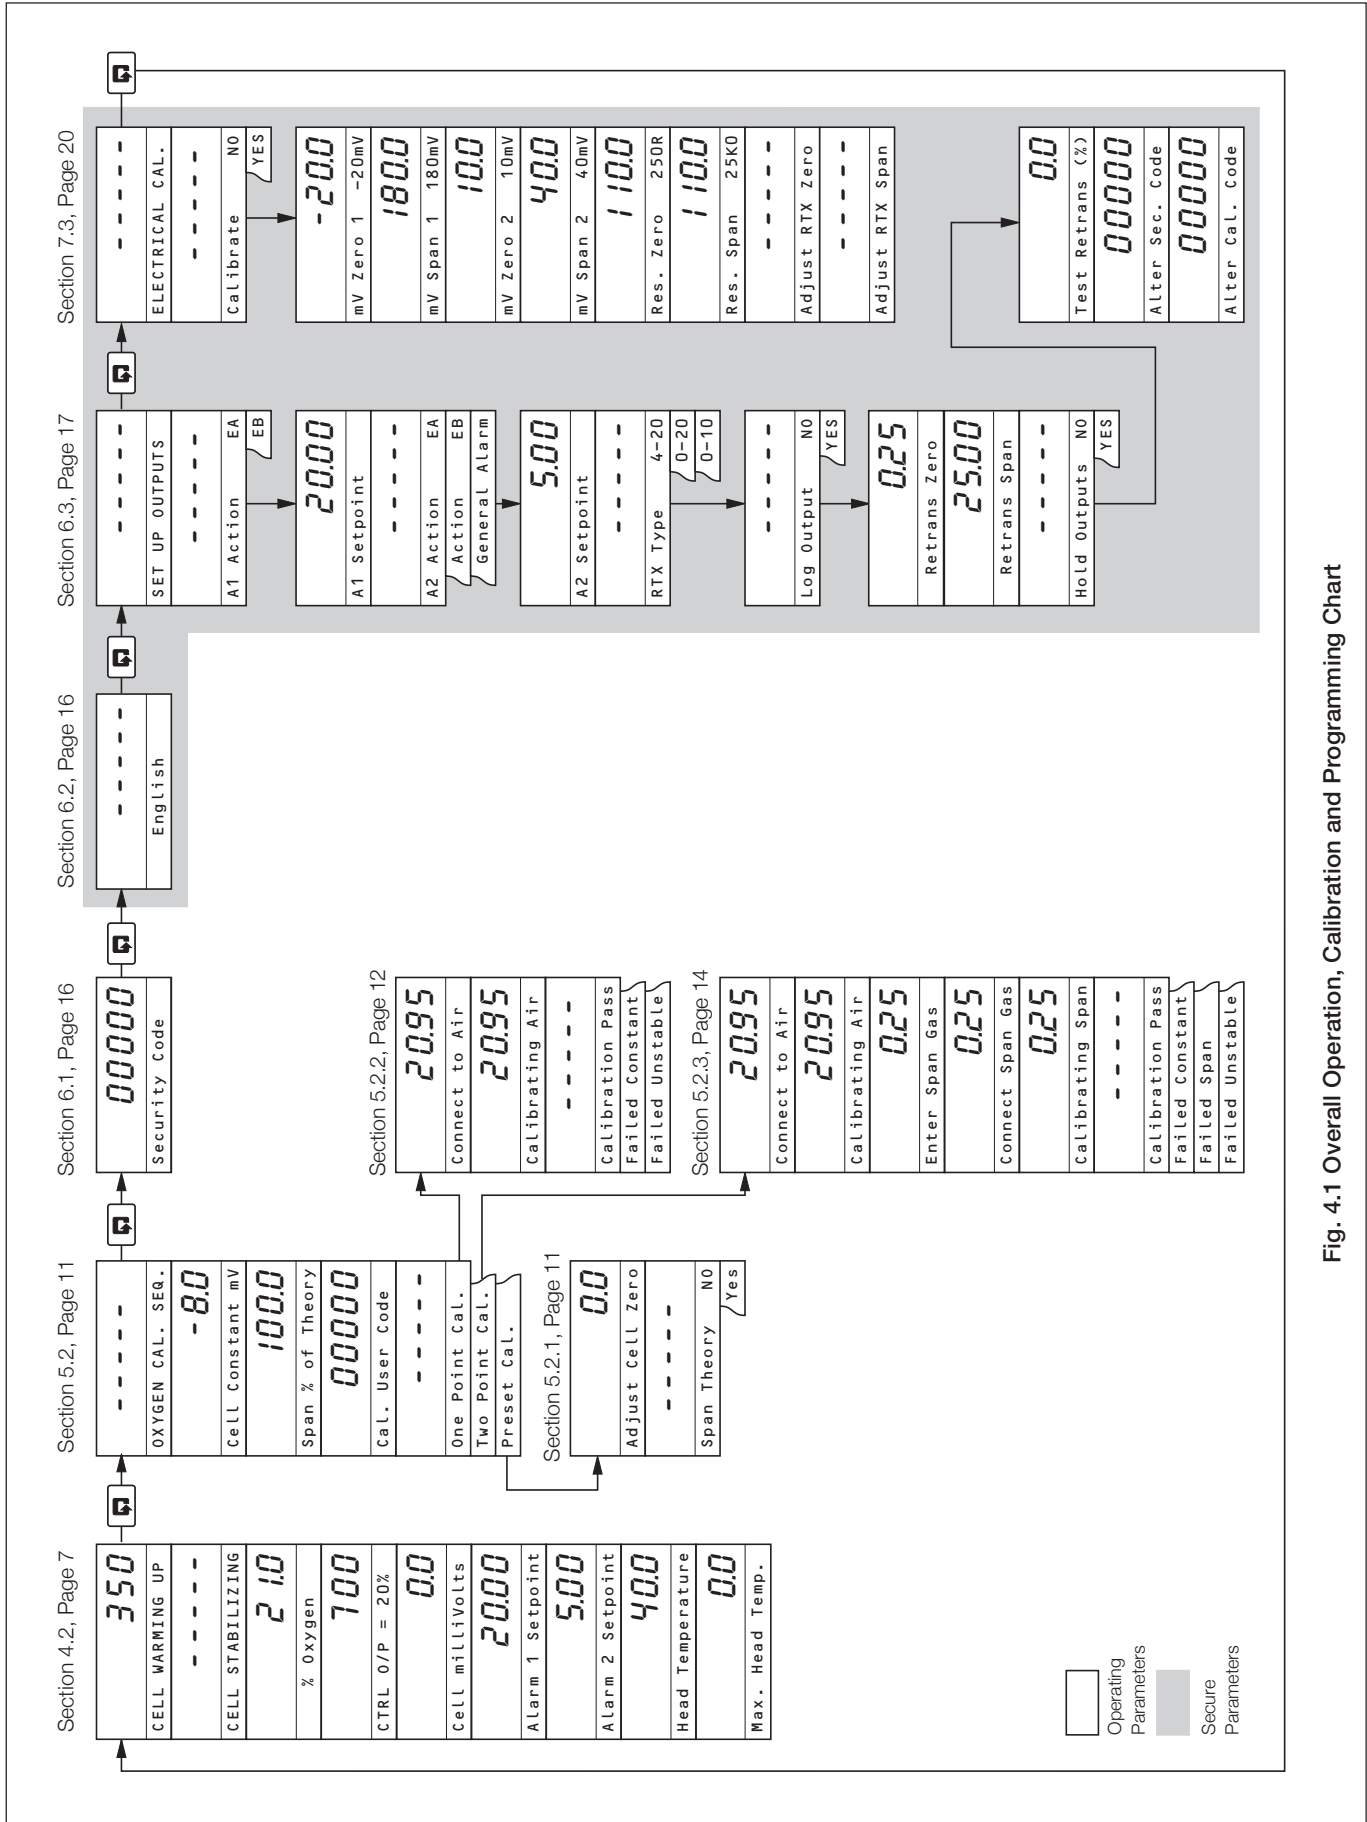 Section 4.2, Page 7
350
CELL WARMING UP
- - - - -
CELL STABILIZING
21.0
% Oxygen
700
CTRL O/P = 20%
0.0
Cell milliVolts
20.00
Alarm 1 Setpoint
5.00
Alarm 2 Setpoint
40.0
Head Temperature
0.0
Max. Head Temp.
Operating
Parameters
Secure
Parameters
Section 5.2, Page 11
- - - - -
OXYGEN CAL. SEQ.
-8.0
Cell Constant mV
100.0
Span % of Theory
00000
Cal. User Code
- - - - -
One Point Cal.
Two Point Cal.
Preset Cal.
Section 5.2.1, Page 11
0.0
Adjust Cell Zero
- - - - -
Span Theory NO
Yes
Section 6.1, Page 16
00000
Security Code
Section 5.2.2, Page 12
20.95
Connect to Air
20.95
Calibrating Air
- - - - -
Calibration Pass
Failed Constant
Failed Unstable
Section 5.2.3, Page 14
20.95
Connect to Air
20.95
Calibrating Air
0.25
Enter Span Gas
0.25
Connect Span Gas
0.25
Calibrating Span
- - - - -
Calibration Pass
Failed Constant
Failed Span
Failed Unstable
Section 6.2, Page 16
- - - - -
English
Section 6.3, Page 17
- - - - -
SET UP OUTPUTS
- - - - -
A1 Action EA
EB
20.00
A1 Setpoint
- - - - -
A2 Action EA
Action EB
General Alarm
5.00
A2 Setpoint
- - - - -
RTX Type 4-20
0-20
0-10
- - - - -
Log Output NO
YES
0.25
Retrans Zero
25.00
Retrans Span
- - - - -
Hold Outputs NO
YES
Section 7.3, Page 20
- - - - -
ELECTRICAL CAL.
- - - - -
Calibrate NO
YES
-20.0
mV Zero 1 -20mV
180.0
mV Span 1 180mV
10.0
mV Zero 2 10mV
40.0
mV Span 2 40mV
110.0
Res. Zero 250R
110.0
Res. Span 25K0
- - - - -
Adjust RTX Zero
- - - - -
Adjust RTX Span
0.0
Test Retrans (%)
00000
Alter Sec. Code
00000
Alter Cal. Code
Fig. 4.1 Overall Operation, Calibration and Programming Chart